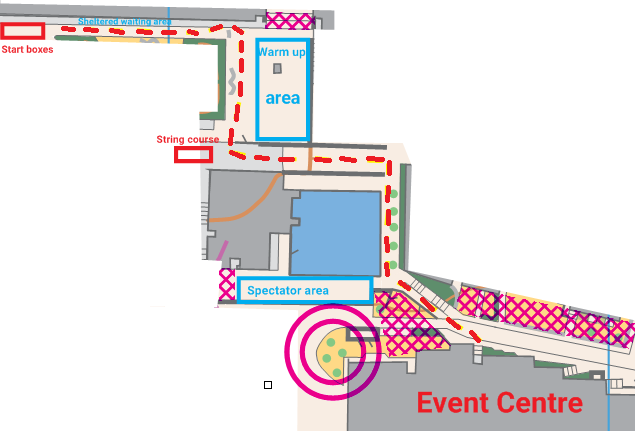 Sheltered waiting area
Start boxes
Warm up
area
String course
Spectator area
Event Centre